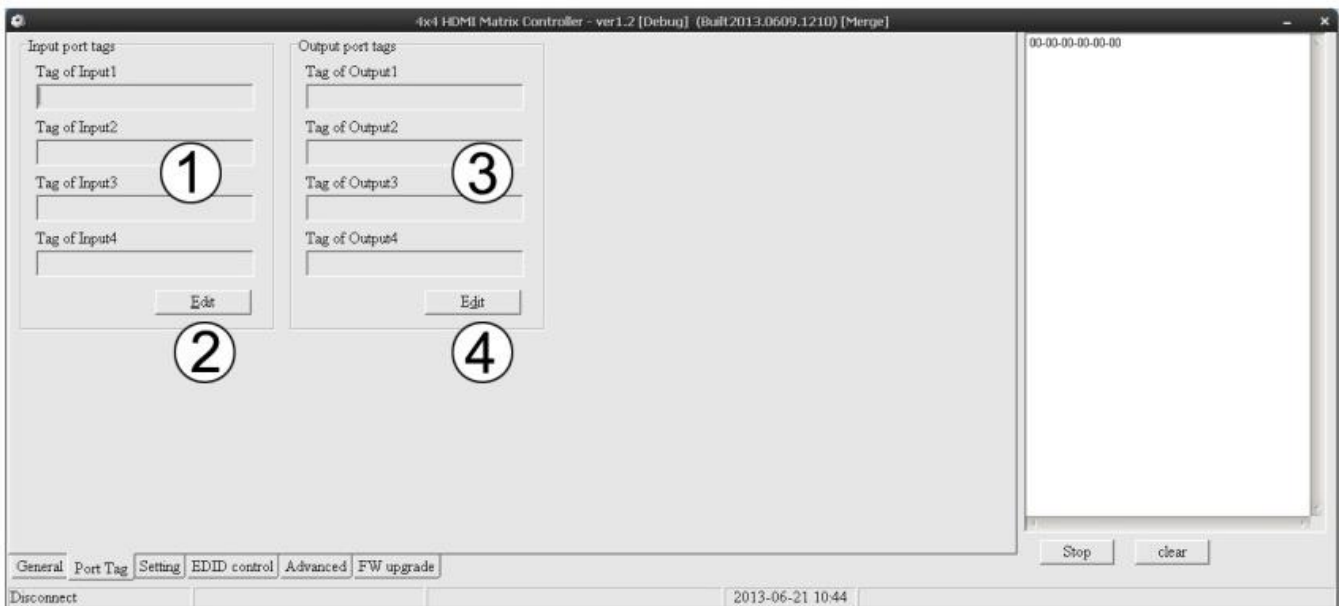 4x4 HDMI Matrix Controller - ver1.2 [Debug] (Built2013.0609.1210) [Merge]
Input port tags
Tag of Input1
Tag of Input2
1
Tag of Input3
Tag of Input4
Edit
2
Output port tags
Tag of Output1
Tag of Output2
3
Tag of Output3
Tag of Output4
Edit
4
00-00-00-00-00-00
Stop clear
General Port Tag Setting EDID control Advanced FW upgrade
Disconnect 2013-06-21 10:44